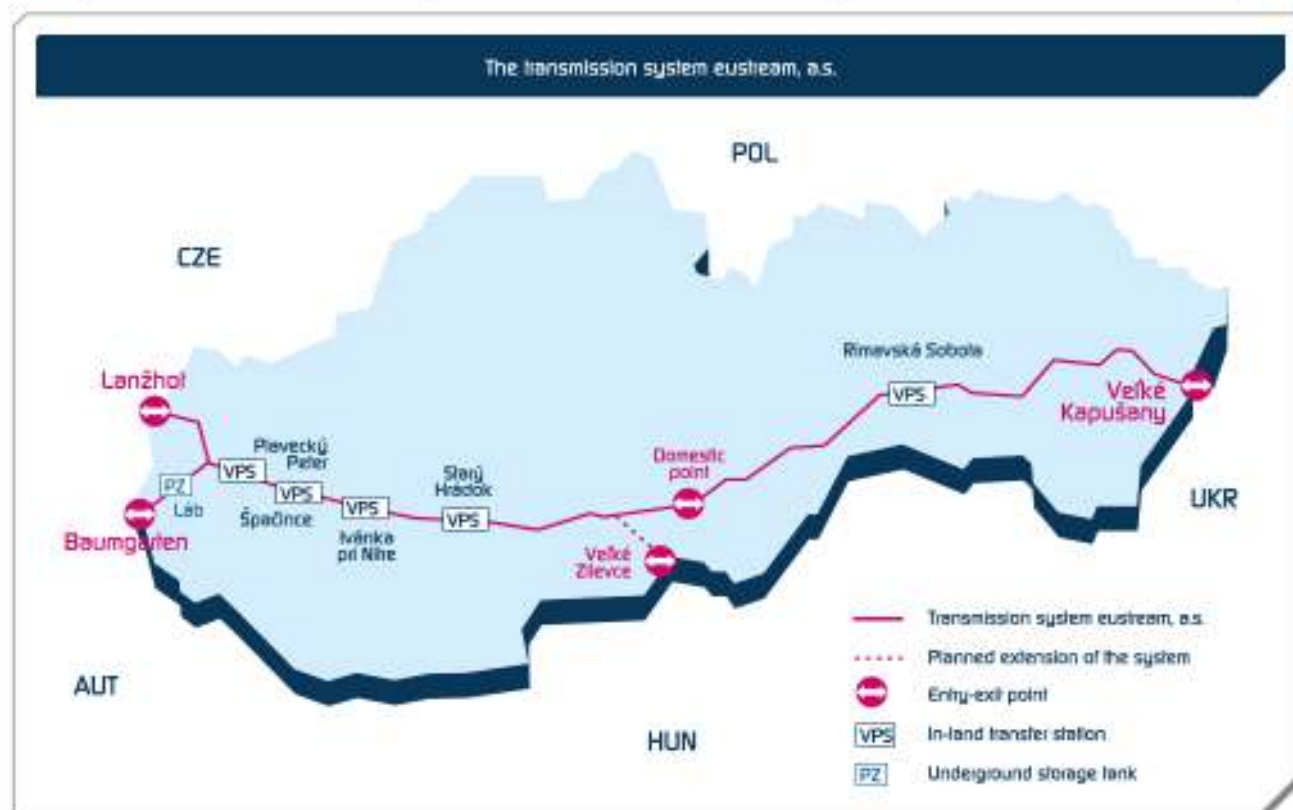 The transmission system eustream, a.s.
POL
CZE
Rimavská Sobota
Lanžhot
Veľké
Kapušany
Plavecký
Peter
VPS
Domestic
point
Starý
Hrádok
VPS
PZ
VPS
UKR
Láb
VPS
VPS
Špačince
Baumgarten
Ivánka
pri Nitre
VPS
Veľké
Zlievce
Transmission system eustream, a.s.
Planned extension of the system
AUT
Entry-exit point
HUN
VPS In-land transfer station
PZ Underground storage tank